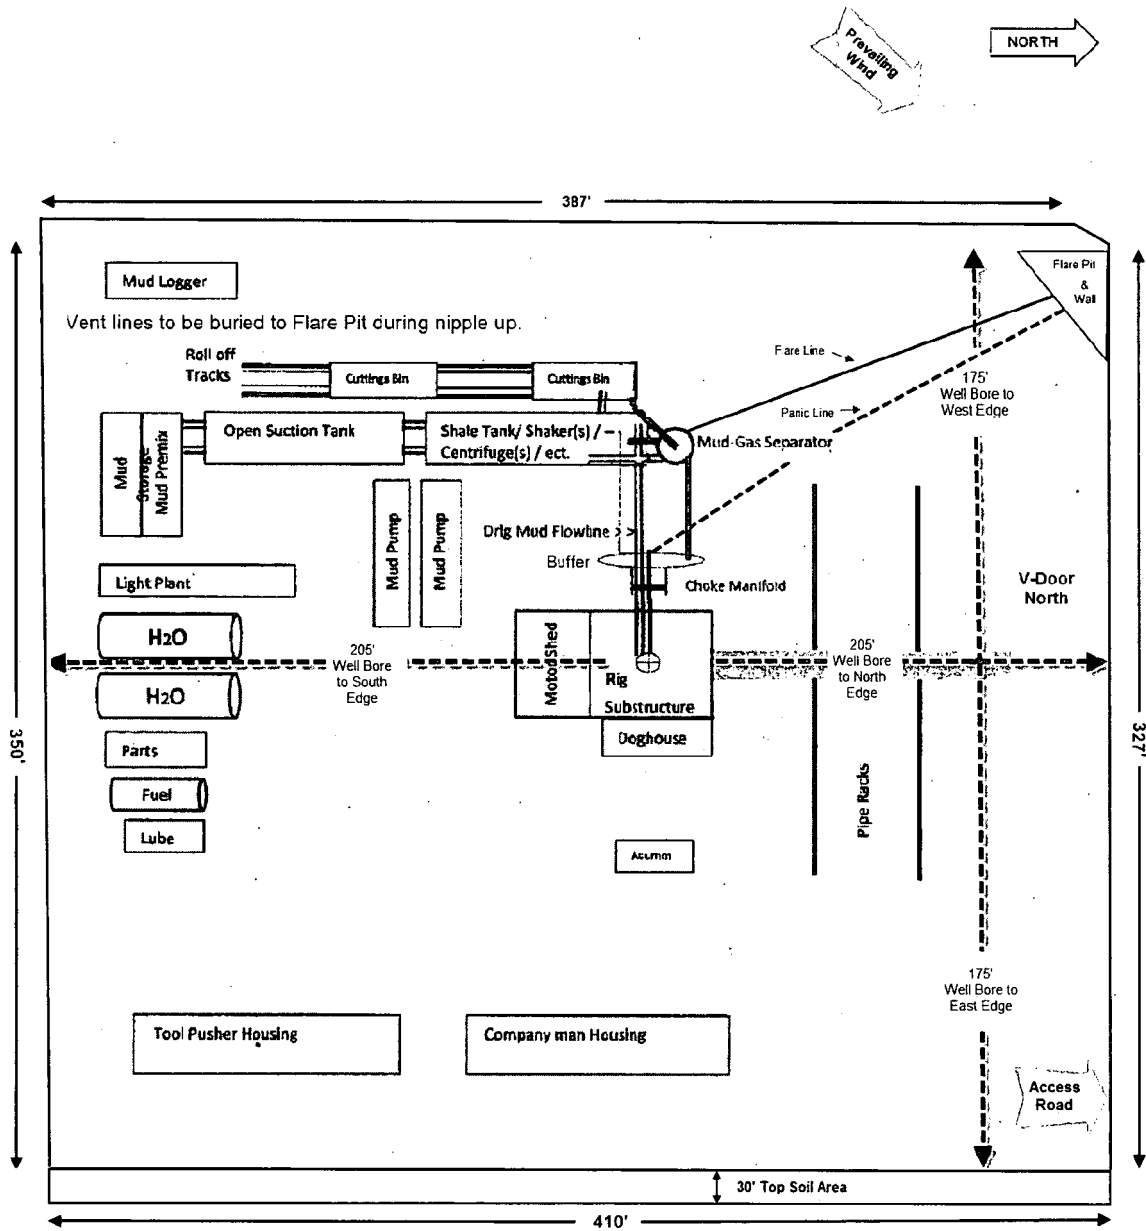 Prevailing
Wind
NORTH
387'
Mud Logger
Flare Pit
&
Wall
Vent lines to be buried to Flare Pit during nipple up.
Roll off
Tracks
Cuttings Bin
Cuttings Bin
Flare Line
175'
Well Bore to
West Edge
Panic Line
Mud
Storage
Mud Premix
Open Suction Tank
Shale Tank/ Shaker(s) /
Centrifuge(s) / ect.
Mud-Gas Separator
Mud Pump
Mud Pump
Drlg Mud Flowline
Buffer
Choke Manifold
V-Door
North
Light Plant
H2O
H2O
205'
Well Bore
to South
Edge
MotorShed
Rig
Substructure
Doghouse
205'
Well Bore
to North
Edge
350'
327'
Parts
Fuel
Lube
Pipe Racks
Accumm
175'
Well Bore to
East Edge
Tool Pusher Housing
Company man Housing
Access
Road
30' Top Soil Area
410'